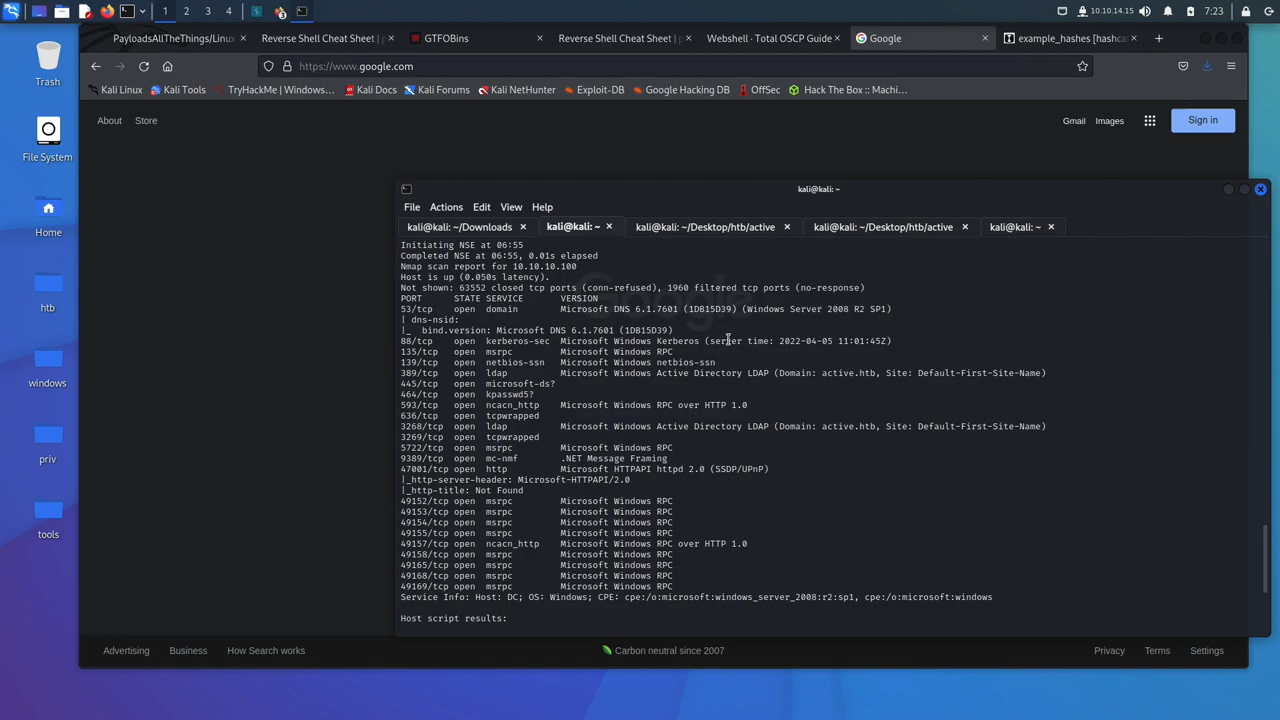 1 2 3 4 10.10.14.15 7:23
PayloadsAllTheThings/Linux Reverse Shell Cheat Sheet | p GTFOBins Reverse Shell Cheat Sheet | p Webshell · Total OSCP Guide Google example_hashes [hashcat
https://www.google.com
Kali Linux Kali Tools TryHackMe | Windows… Kali Docs Kali Forums Kali NetHunter Exploit-DB Google Hacking DB OffSec Hack The Box :: Machi…
About Store Gmail Images Sign in
Trash
File System
Home
htb
windows
priv
tools
kali@kali: ~
File Actions Edit View Help
kali@kali: ~/Downloads kali@kali: ~ kali@kali: ~/Desktop/htb/active kali@kali: ~/Desktop/htb/active kali@kali: ~
Initiating NSE at 06:55
Completed NSE at 06:55, 0.01s elapsed
Nmap scan report for 10.10.10.100
Host is up (0.050s latency).
Not shown: 63552 closed tcp ports (conn-refused), 1960 filtered tcp ports (no-response)
PORT STATE SERVICE VERSION
53/tcp open domain Microsoft DNS 6.1.7601 (1DB15D39) (Windows Server 2008 R2 SP1)
| dns-nsid:
|_ bind.version: Microsoft DNS 6.1.7601 (1DB15D39)
88/tcp open kerberos-sec Microsoft Windows Kerberos (server time: 2022-04-05 11:01:45Z)
135/tcp open msrpc Microsoft Windows RPC
139/tcp open netbios-ssn Microsoft Windows netbios-ssn
389/tcp open ldap Microsoft Windows Active Directory LDAP (Domain: active.htb, Site: Default-First-Site-Name)
445/tcp open microsoft-ds?
464/tcp open kpasswd5?
593/tcp open ncacn_http Microsoft Windows RPC over HTTP 1.0
636/tcp open tcpwrapped
3268/tcp open ldap Microsoft Windows Active Directory LDAP (Domain: active.htb, Site: Default-First-Site-Name)
3269/tcp open tcpwrapped
5722/tcp open msrpc Microsoft Windows RPC
9389/tcp open mc-nmf .NET Message Framing
47001/tcp open http Microsoft HTTPAPI httpd 2.0 (SSDP/UPnP)
|_http-server-header: Microsoft-HTTPAPI/2.0
|_http-title: Not Found
49152/tcp open msrpc Microsoft Windows RPC
49153/tcp open msrpc Microsoft Windows RPC
49154/tcp open msrpc Microsoft Windows RPC
49155/tcp open msrpc Microsoft Windows RPC
49157/tcp open ncacn_http Microsoft Windows RPC over HTTP 1.0
49158/tcp open msrpc Microsoft Windows RPC
49165/tcp open msrpc Microsoft Windows RPC
49168/tcp open msrpc Microsoft Windows RPC
49169/tcp open msrpc Microsoft Windows RPC
Service Info: Host: DC; OS: Windows; CPE: cpe:/o:microsoft:windows_server_2008:r2:sp1, cpe:/o:microsoft:windows
Host script results:
Google
Advertising Business How Search works Carbon neutral since 2007 Privacy Terms Settings